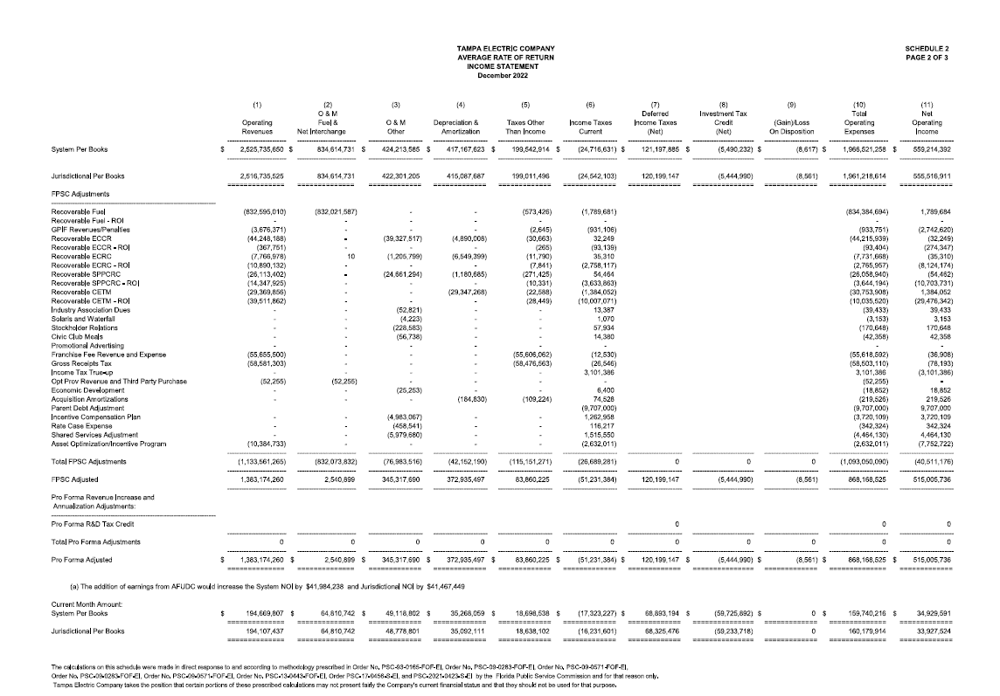 TAMPA ELECTRIC COMPANY SCHEDULE 2
AVERAGE RATE OF RETURN PAGE 2 OF 3
INCOME STATEMENT
December 2022
(1) (2) (3) (4) (5) (6) (7) (8) (9) (10) (11)
O & M Deferred Investment Tax Total Net
Operating Fuel & O & M Depreciation & Taxes Other Income Taxes Income Taxes Credit (Gain)/Loss Operating Operating
Revenues Net Interchange Other Amortization Than Income Current (Net) (Net) On Disposition Expenses Income
System Per Books $ 2,525,735,650 $ 834,614,731 $ 424,213,585 $ 417,167,623 $ 199,542,914 $ (24,716,631) $ 121,197,885 $ (5,490,232) $ (8,617) $ 1,966,521,258 $ 559,214,392
Jurisdictional Per Books 2,516,735,525 834,614,731 422,301,205 415,087,687 199,011,496 (24,542,103) 120,199,147 (5,444,990) (8,561) 1,961,218,614 555,516,911
FPSC Adjustments
Recoverable Fuel (832,595,010) (832,021,587) - - (573,426) (1,789,681) (834,384,694) 1,789,684
Recoverable Fuel - ROI - - - - - - - -
GPIF Revenues/Penalties (3,676,371) - - - (2,645) (931,106) (933,751) (2,742,620)
Recoverable ECCR (44,248,188) - (39,327,517) (4,890,008) (30,663) 32,249 (44,215,939) (32,249)
Recoverable ECCR - ROI (367,751) - - - (265) (93,139) (93,404) (274,347)
Recoverable ECRC (7,766,978) 10 (1,205,799) (6,549,399) (11,790) 35,310 (7,731,668) (35,310)
Recoverable ECRC - ROI (10,890,132) - - - (7,841) (2,758,117) (2,765,957) (8,124,174)
Recoverable SPPCRC (26,113,402) - (24,661,294) (1,180,685) (271,425) 54,464 (26,058,940) (54,462)
Recoverable SPPCRC - ROI (14,347,925) - - - (10,331) (3,633,863) (3,644,194) (10,703,731)
Recoverable CETM (29,369,856) - - (29,347,268) (22,588) (1,384,052) (30,753,908) 1,384,052
Recoverable CETM - ROI (39,511,862) - - - (28,449) (10,007,071) (10,035,520) (29,476,342)
Industry Association Dues - - (52,821) - - 13,387 (39,433) 39,433
Solaris and Waterfall - - (4,223) - - 1,070 (3,153) 3,153
Stockholder Relations - - (228,583) - - 57,934 (170,648) 170,648
Civic Club Meals - - (56,738) - - 14,380 (42,358) 42,358
Promotional Advertising - - - - - - - -
Franchise Fee Revenue and Expense (55,655,500) - - - (55,606,062) (12,530) (55,618,592) (36,908)
Gross Receipts Tax (58,581,303) - - - (58,476,563) (26,546) (58,503,110) (78,193)
Income Tax True-up - - - - - 3,101,386 3,101,386 (3,101,386)
Opt Prov Revenue and Third Party Purchase (52,255) (52,255) - - - - (52,255) -
Economic Development - - (25,253) - - 6,400 (18,852) 18,852
Acquisition Amortizations - - - (184,830) (109,224) 74,528 (219,526) 219,526
Parent Debt Adjustment (9,707,000) (9,707,000) 9,707,000
Incentive Compensation Plan - - (4,983,067) - - 1,262,958 (3,720,109) 3,720,109
Rate Case Expense - - (458,541) - - 116,217 (342,324) 342,324
Shared Services Adjustment - - (5,979,680) - - 1,515,550 (4,464,130) 4,464,130
Asset Optimization/Incentive Program (10,384,733) - - - - (2,632,011) (2,632,011) (7,752,722)
Total FPSC Adjustments (1,133,561,265) (832,073,832) (76,983,516) (42,152,190) (115,151,271) (26,689,281) 0 0 0 (1,093,050,090) (40,511,176)
FPSC Adjusted 1,383,174,260 2,540,899 345,317,690 372,935,497 83,860,225 (51,231,384) 120,199,147 (5,444,990) (8,561) 868,168,525 515,005,736
Pro Forma Revenue Increase and
Annualization Adjustments:
Pro Forma R&D Tax Credit 0 0 0
Total Pro Forma Adjustments 0 0 0 0 0 0 0 0 0 0 0
Pro Forma Adjusted $ 1,383,174,260 $ 2,540,899 $ 345,317,690 $ 372,935,497 $ 83,860,225 $ (51,231,384) $ 120,199,147 $ (5,444,990) $ (8,561) $ 868,168,525 $ 515,005,736
(a) The addition of earnings from AFUDC would increase the System NOI by $41,984,238 and Jurisdictional NOI by $41,467,449
Current Month Amount:
System Per Books $ 194,669,807 $ 64,810,742 $ 49,118,802 $ 35,268,059 $ 18,698,538 $ (17,323,227) $ 68,893,194 $ (59,725,892) $ 0 $ 159,740,216 $ 34,929,591
Jurisdictional Per Books 194,107,437 64,810,742 48,778,801 35,092,111 18,638,102 (16,231,601) 68,325,476 (59,233,718) 0 160,179,914 33,927,524
The calculations on this schedule were made in direct response to and according to methodology prescribed in Order No. PSC-93-0165-FOF-EI, Order No. PSC-09-0283-FOF-EI, Order No. PSC-09-0571-FOF-EI,
Order No. PSC-09-0283-FOF-EI, Order No. PSC-09-0571-FOF-EI, Order No. PSC-13-0443-FOF-EI, Order PSC-17-0456-S-EI, and PSC-2021-0423-S-EI by the Florida Public Service Commission and for that reason only.
Tampa Electric Company takes the position that certain portions of these prescribed calculations may not present fairly the Company's current financial status and that they should not be used for that purpose.